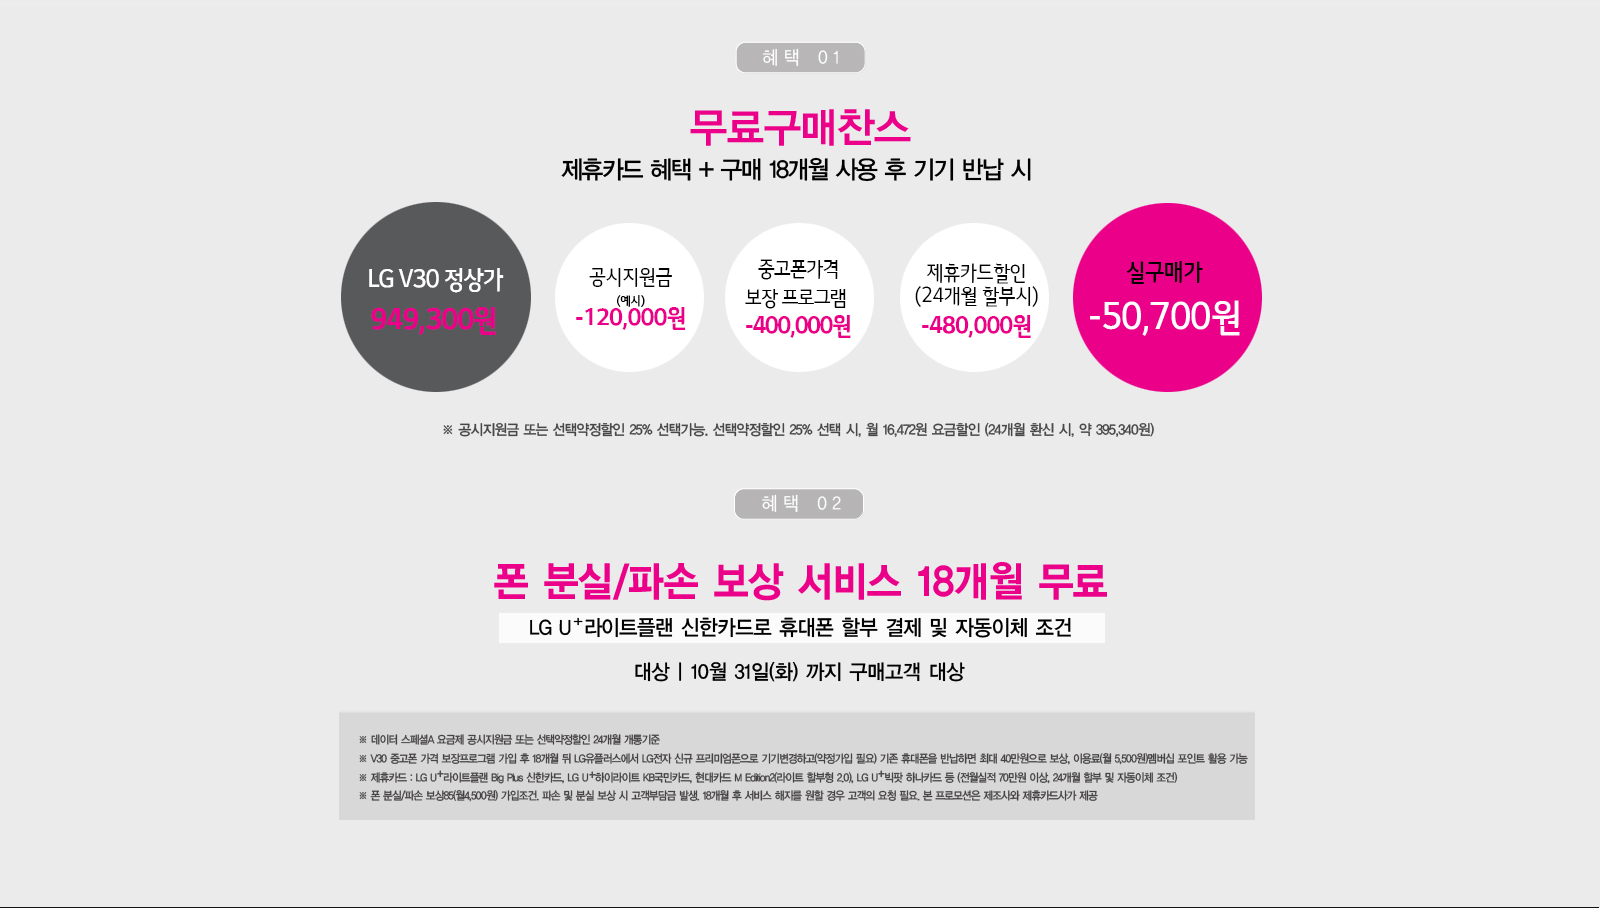 혜택 01
무료구매찬스
제휴카드 혜택 + 구매 18개월 사용 후 기기 반납 시
LG V30 정상가
949,300원
공시지원금
(예시)
-120,000원
중고폰가격
보장 프로그램
-400,000원
제휴카드할인
(24개월 할부시)
-480,000원
실구매가
-50,700원
※ 공시지원금 또는 선택약정할인 25% 선택가능. 선택약정할인 25% 선택 시, 월 16,472원 요금할인 (24개월 환산 시, 약 395,340원)
혜택 02
폰 분실/파손 보상 서비스 18개월 무료
LG U+라이트플랜 신한카드로 휴대폰 할부 결제 및 자동이체 조건
대상 | 10월 31일(화) 까지 구매고객 대상
※ 데이터 스페셜A 요금제 공시지원금 또는 선택약정할인 24개월 개통기준
※ V30 중고폰 가격 보장프로그램 가입 후 18개월 뒤 LG유플러스에서 LG전자 신규 프리미엄폰으로 기기변경하고(약정가입 필요) 기존 휴대폰을 반납하면 최대 40만원으로 보상, 이용료(월 5,500원)멤버십 포인트 활용 가능
※ 제휴카드 : LG U+라이트플랜 Big Plus 신한카드, LG U+하이라이트 KB국민카드, 현대카드 M Edition2(라이트 할부형 2.0), LG U+빅팟 하나카드 등 (전월실적 70만원 이상, 24개월 할부 및 자동이체 조건)
※ 폰 분실/파손 보상85(월4,500원) 가입조건. 파손 및 분실 보상 시 고객부담금 발생. 18개월 후 서비스 해지를 원할 경우 고객의 요청 필요. 본 프로모션은 제조사와 제휴카드사가 제공